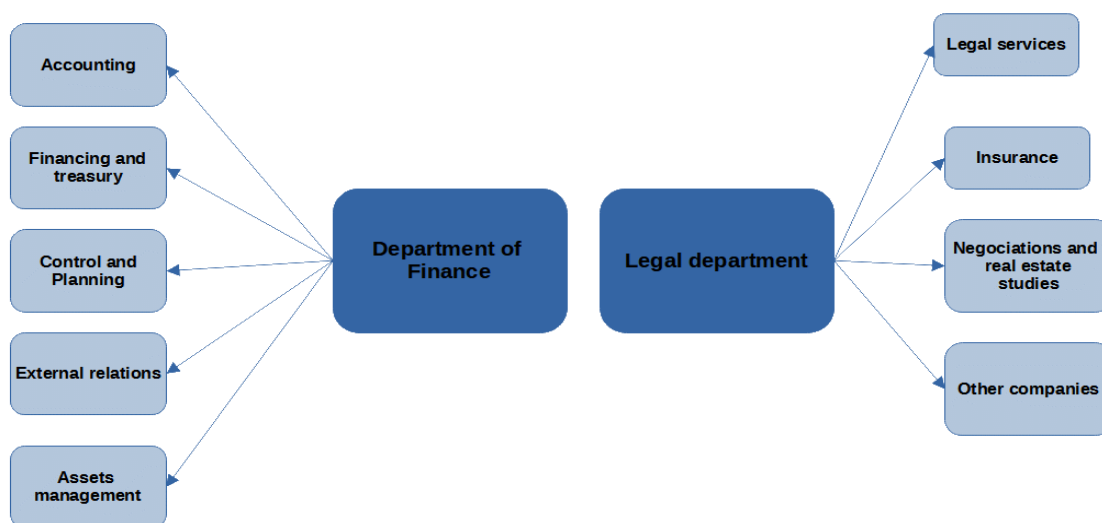 Accounting
Financing and
treasury
Control and
Planning
External relations
Assets
management
Department of
Finance
Legal department
Legal services
Insurance
Negociations and
real estate
studies
Other companies